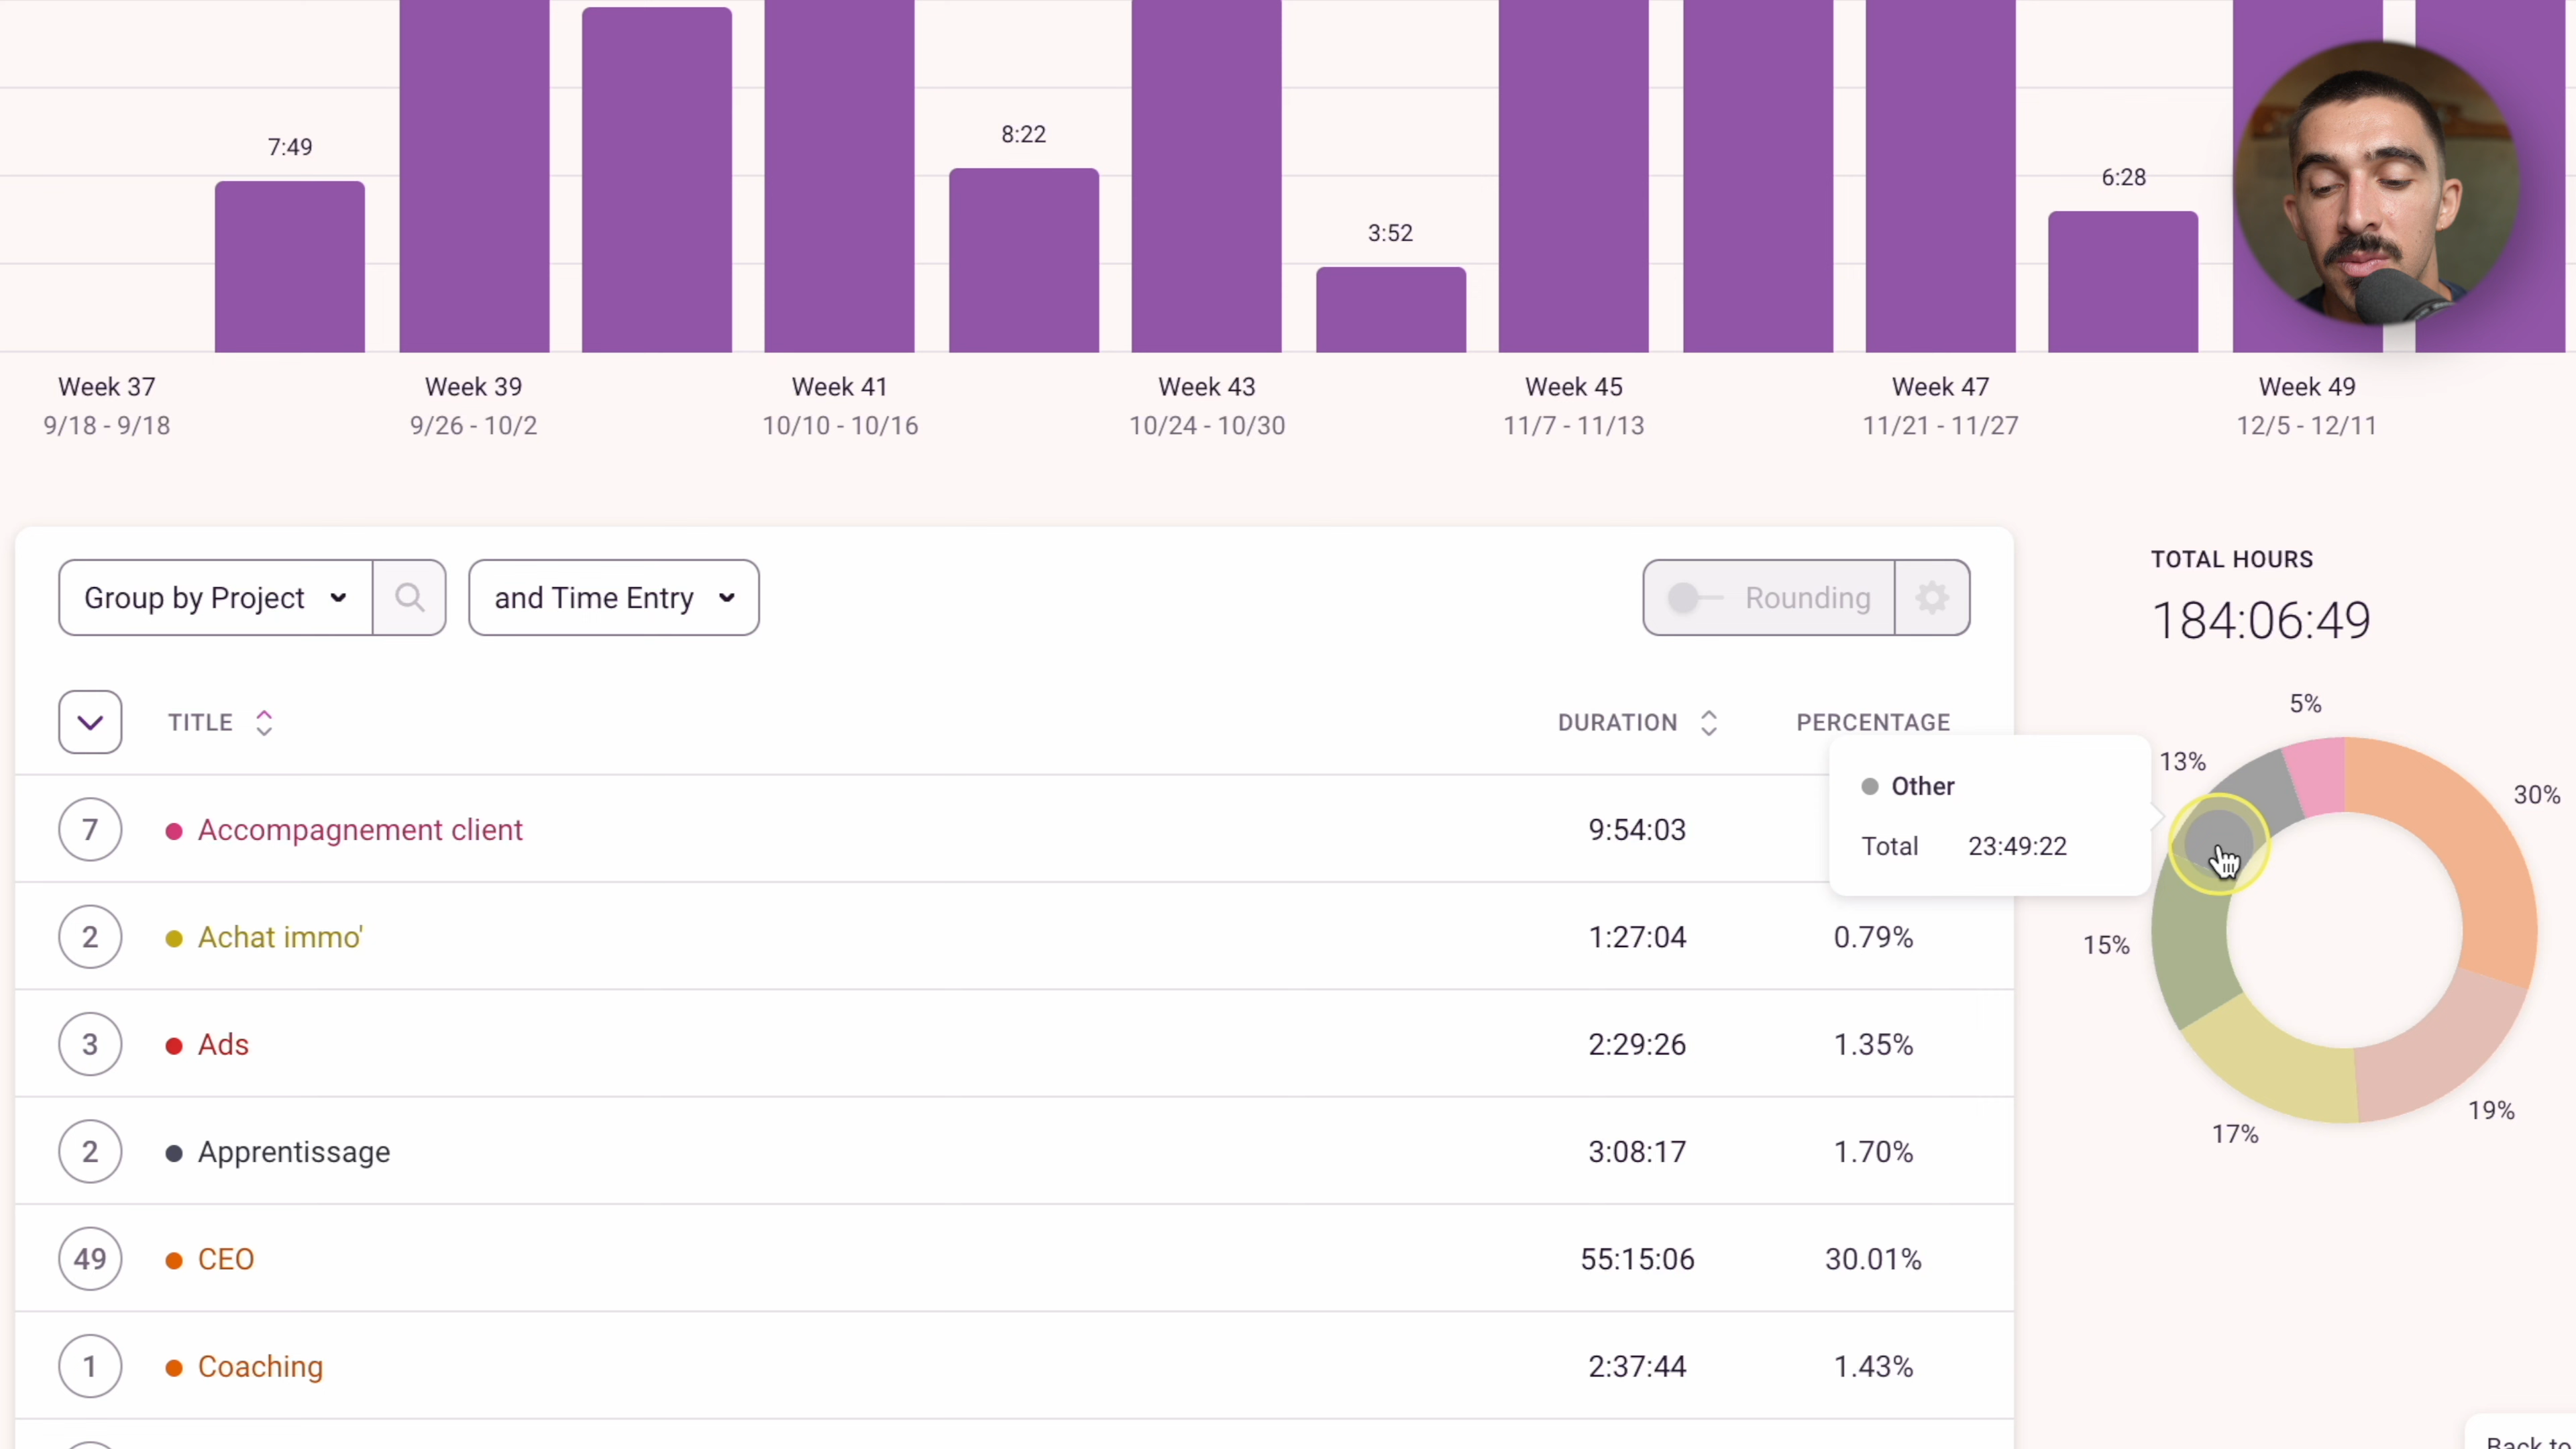 7:49
8:22
3:52
6:28
Week 37
Week 39
Week 41
Week 43
Week 45
Week 47
Week 49
9/18 - 9/18
9/26 - 10/2
10/10 - 10/16
10/24 - 10/30
11/7 - 11/13
11/21 - 11/27
12/5 - 12/11
Group by Project
and Time Entry
Rounding
TITLE
DURATION
PERCENTAGE
7
Accompagnement client
9:54:03
2
Achat immo'
1:27:04
0.79%
3
Ads
2:29:26
1.35%
2
Apprentissage
3:08:17
1.70%
49
CEO
55:15:06
30.01%
1
Coaching
2:37:44
1.43%
TOTAL HOURS
184:06:49
5%
13%
30%
Other
Total 23:49:22
15%
19%
17%